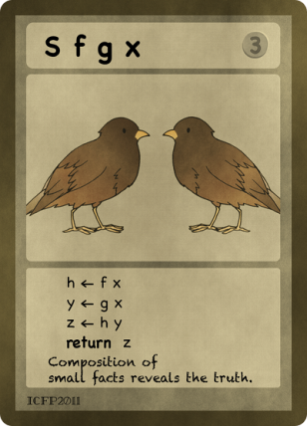 S f g x
3
h ← f x
y ← g x
z ← h y
return z
Composition of
small facts reveals the truth.
ICFP2011